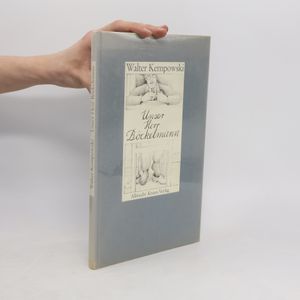 Walter Kempowski
Unser
Herr
Böckelmann
Albrecht Knaus Verlag